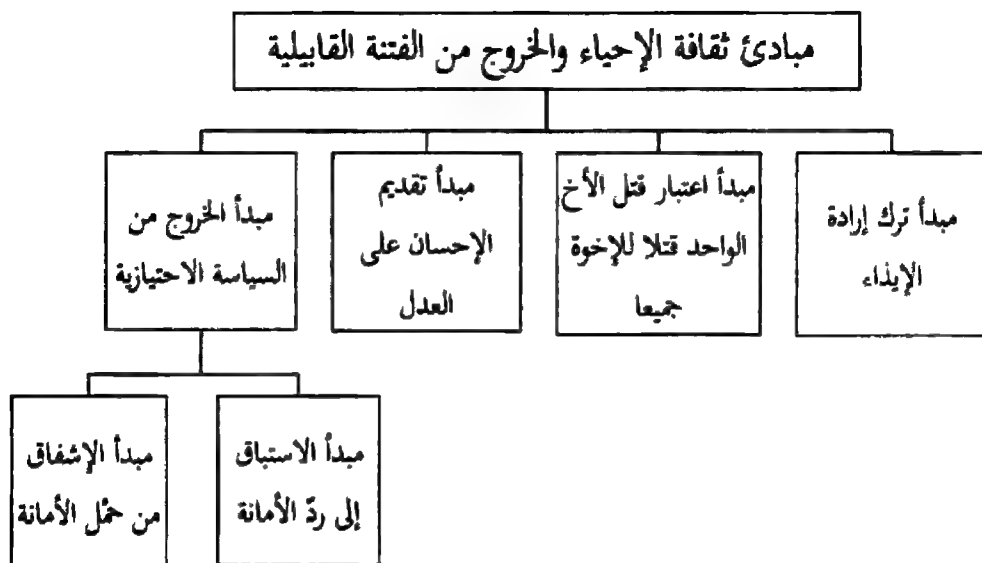 مبادئ ثقافة الإحياء والخروج من الفتنة القابيلية
مبدأ ترك إرادة
الإيذاء
مبدأ اعتبار قتل الأخ
الواحد قتلا للإخوة
جميعا
مبدأ تقديم
الإحسان على
العدل
مبدأ الخروج من
السياسة الاحتيازية
مبدأ الاستباق
إلى ردّ الأمانة
مبدأ الإشفاق
من حمْل الأمانة